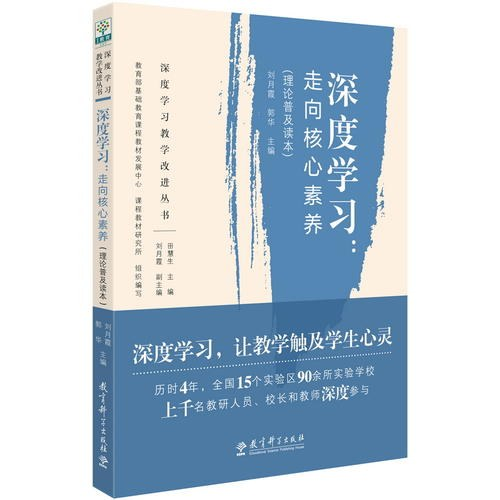 深度学习
教学改进丛书
深度学习：
走向核心素养
（理论普及读本）
刘月霞
郭华
主编
深度学习：
走向核心素养
（理论普及读本）
刘月霞 郭华 主编
深度学习教学改进丛书
田慧生 主编
刘月霞 副主编
教育部基础教育课程教材发展中心 课程教材研究所 组织编写
深度学习，让教学触及学生心灵
历时4年，全国15个实验区90余所实验学校
上千名教研人员、校长和教师深度参与
教育科学出版社
Educational Science Publishing House